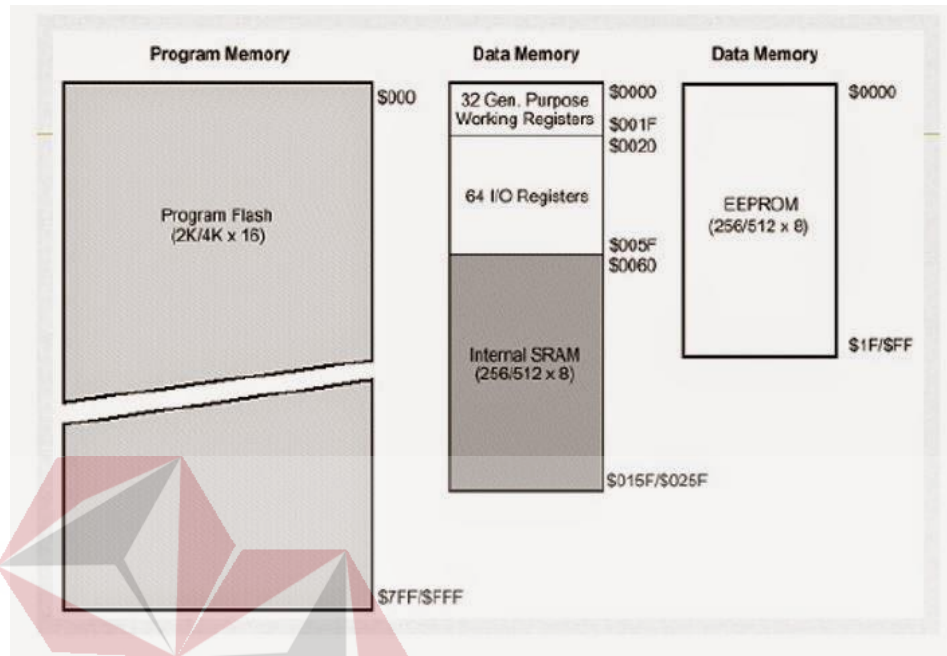 Program Memory
$000
Program Flash
(2K/4K x 16)
$7FF/$FFF
Data Memory
32 Gen. Purpose
Working Registers
$0000
$001F
$0020
64 I/O Registers
$005F
$0060
Internal SRAM
(256/512 x 8)
$015F/$025F
Data Memory
$0000
EEPROM
(256/512 x 8)
$1F/$FF